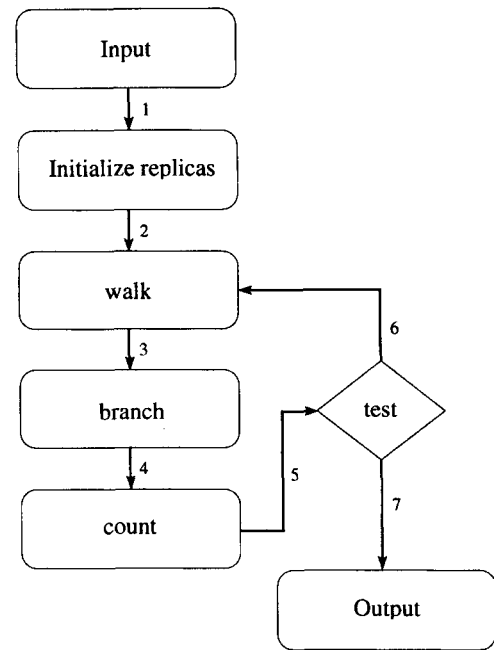 Input
1
Initialize replicas
2
walk
3
branch
4
count
5
test
6
7
Output